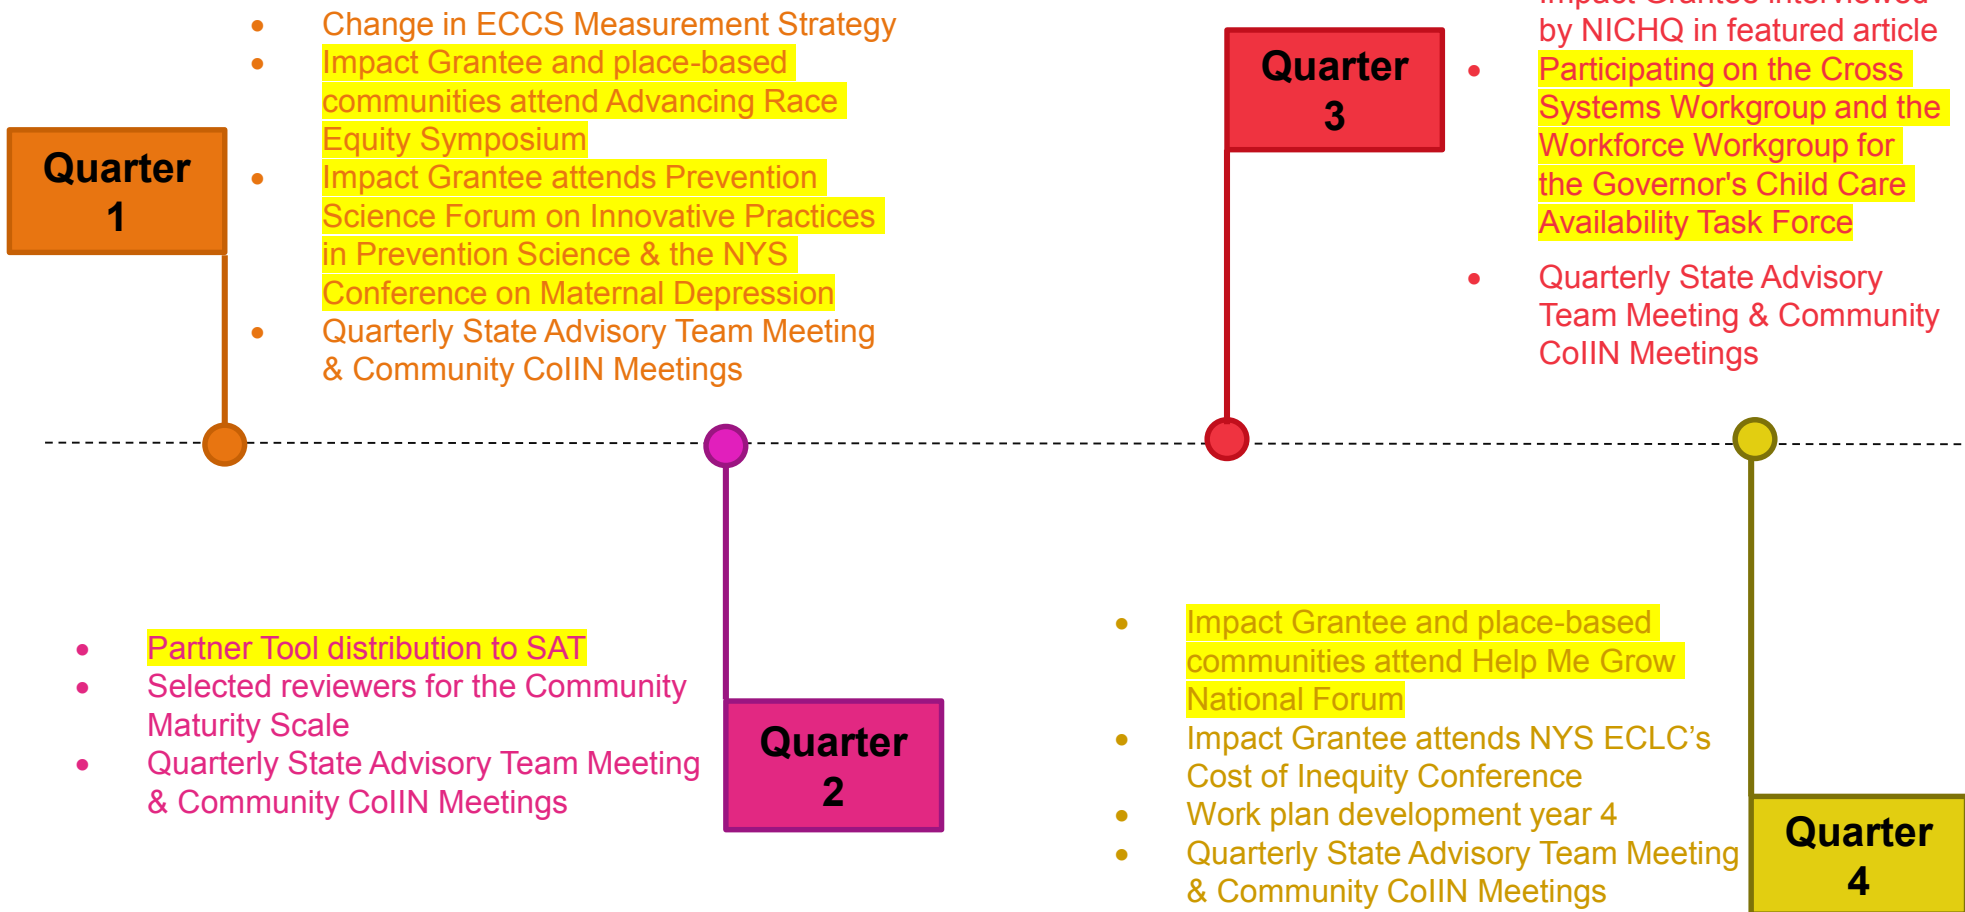 Change in ECCS Measurement Strategy
Impact Grantee and place-based
communities attend Advancing Race
Equity Symposium
Impact Grantee attends Prevention
Science Forum on Innovative Practices
in Prevention Science & the NYS
Conference on Maternal Depression
Quarterly State Advisory Team Meeting
& Community CoIIN Meetings
Quarter
1
Partner Tool distribution to SAT
Selected reviewers for the Community
Maturity Scale
Quarterly State Advisory Team Meeting
& Community CoIIN Meetings
Quarter
2
Quarter
3
Impact Grantee interviewed
by NICHQ in featured article
Participating on the Cross
Systems Workgroup and the
Workforce Workgroup for
the Governor's Child Care
Availability Task Force
Quarterly State Advisory
Team Meeting & Community
CoIIN Meetings
Impact Grantee and place-based
communities attend Help Me Grow
National Forum
Impact Grantee attends NYS ECLC’s
Cost of Inequity Conference
Work plan development year 4
Quarterly State Advisory Team Meeting
& Community CoIIN Meetings
Quarter
4